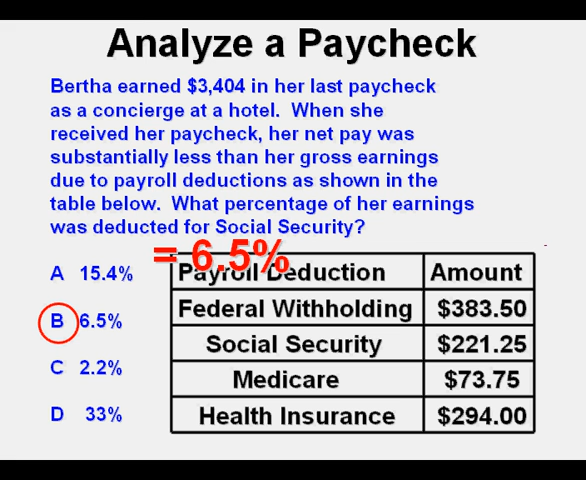 Analyze a Paycheck
Bertha earned $3,404 in her last paycheck
as a concierge at a hotel. When she
received her paycheck, her net pay was
substantially less than her gross earnings
due to payroll deductions as shown in the
table below. What percentage of her earnings
was deducted for Social Security?
= 6.5%
A 15.4%
B 6.5%
C 2.2%
D 33%
Payroll Deduction Amount
Federal Withholding $383.50
Social Security $221.25
Medicare $73.75
Health Insurance $294.00